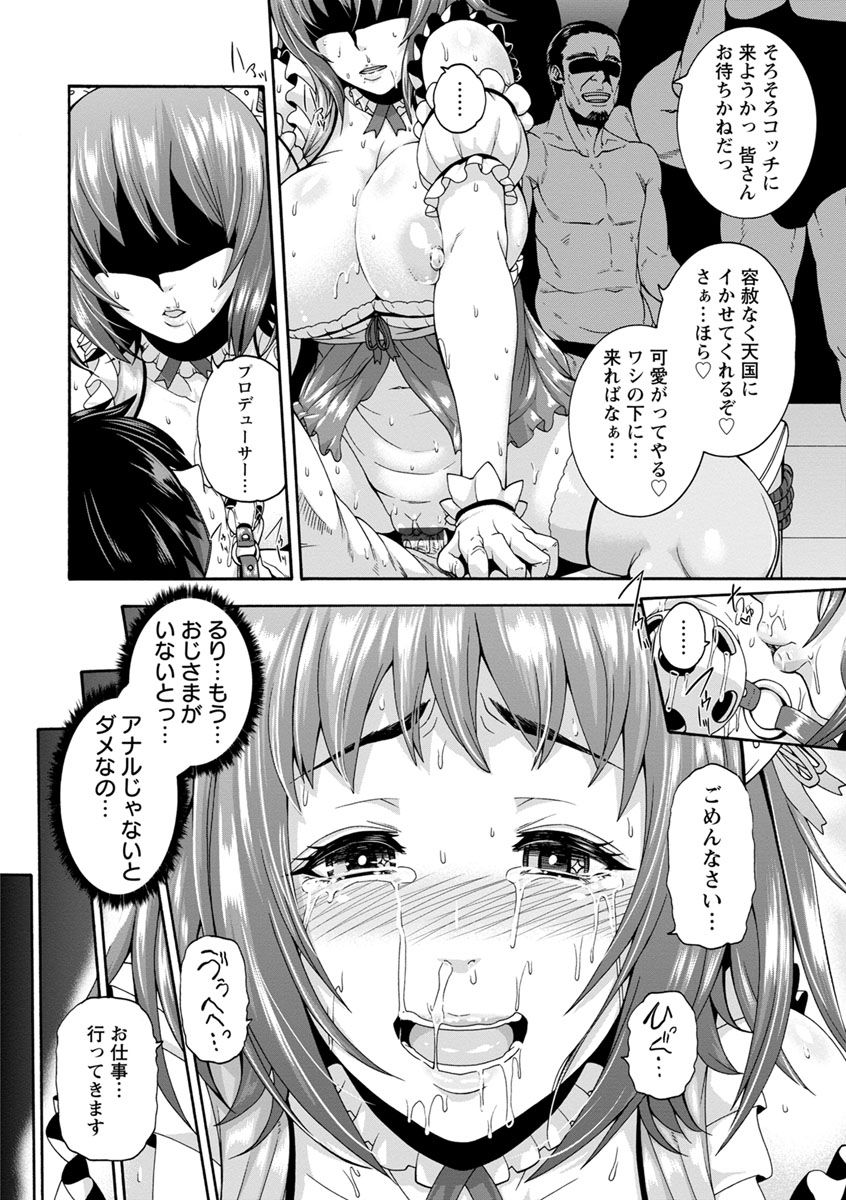 そろそろコッチに
来ようかっ 皆さん
お待ちかねだっ
容赦なく天国に
イかせてくれるぞ♡
さぁ…ほら♡
可愛がってやる♡
ワシの下に…
来ればなぁ…
……
プロデューサー…
……
ごめんなさい…
ひっく…
るり…もう…
おじさまが
いないとっ…
アナルじゃないと
ダメなの…
ゔぅへへっ…
お仕事…
行ってきます